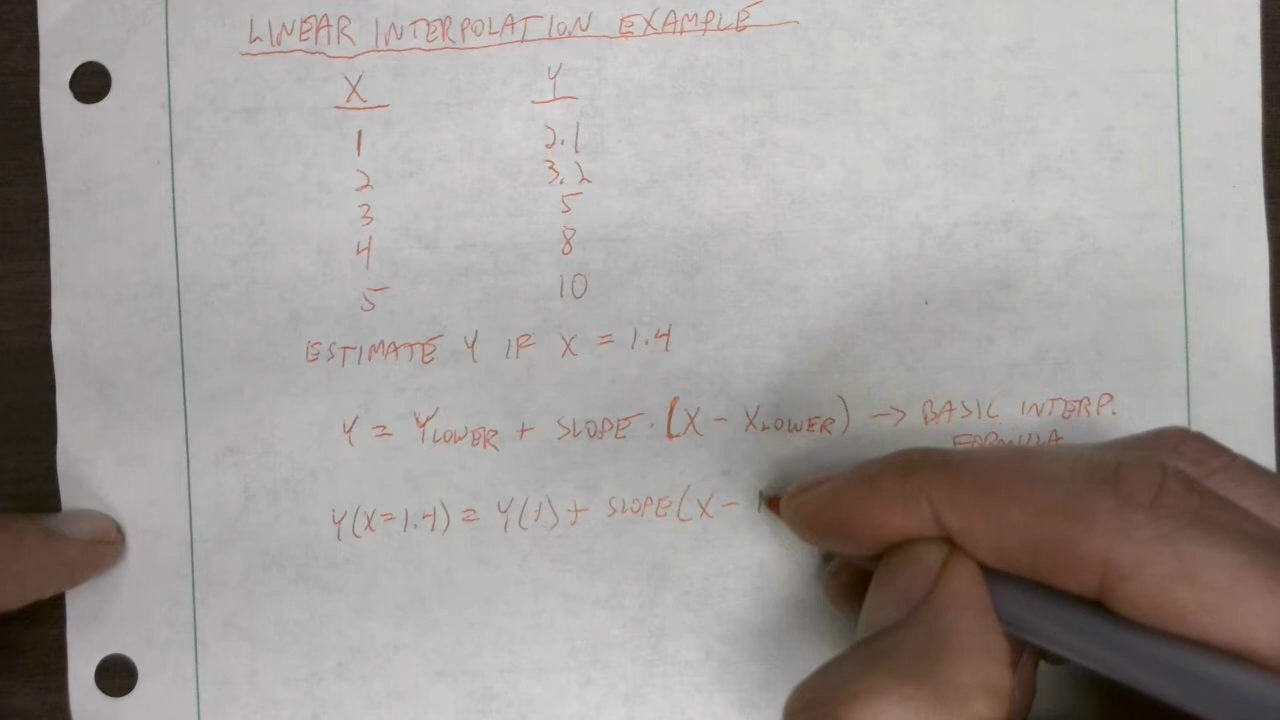 LINEAR INTERPOLATION EXAMPLE
X Y
1 2.1
2 3.2
3 5
4 8
5 10
ESTIMATE Y IF X = 1.4
Y = YLOWER + SLOPE · (X - XLOWER) → BASIC INTERP.
FORMULA
Y(X=1.4) = Y(1) + SLOPE(X -